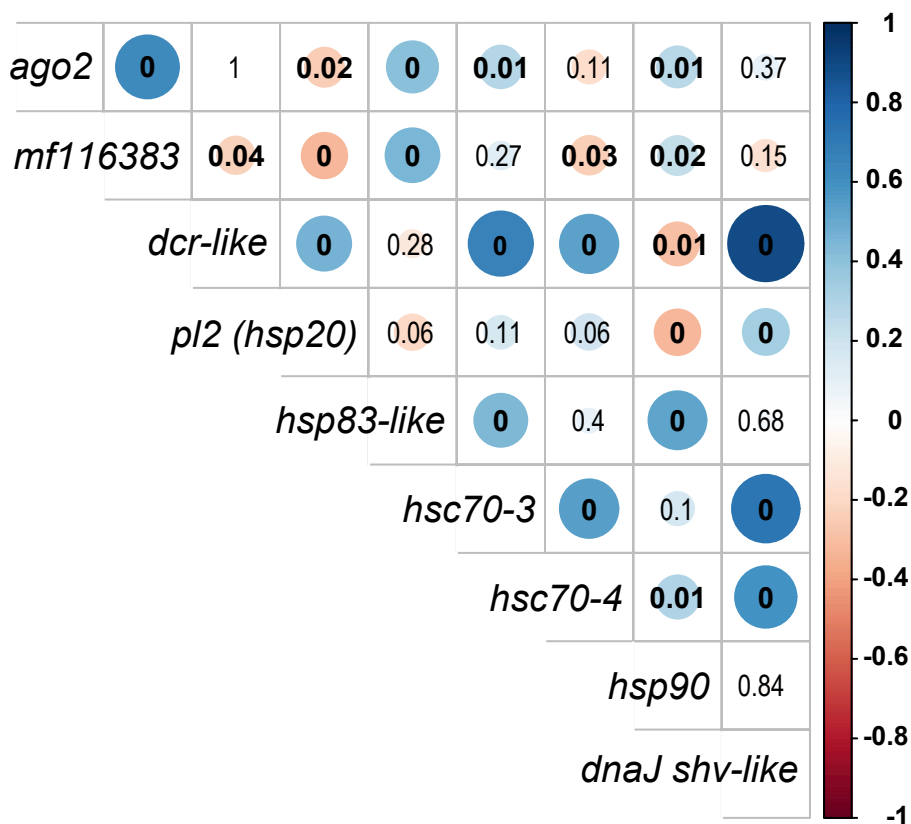 ago2 0 1 0.02 0 0.01 0.11 0.01 0.37
mf116383 0.04 0 0 0.27 0.03 0.02 0.15
dcr-like 0 0.28 0 0 0.01 0
pl2 (hsp20) 0.06 0.11 0.06 0 0
hsp83-like 0 0.4 0 0.68
hsc70-3 0 0.1 0
hsc70-4 0.01 0
hsp90 0.84
dnaJ shv-like
1
0.8
0.6
0.4
0.2
0
-0.2
-0.4
-0.6
-0.8
-1